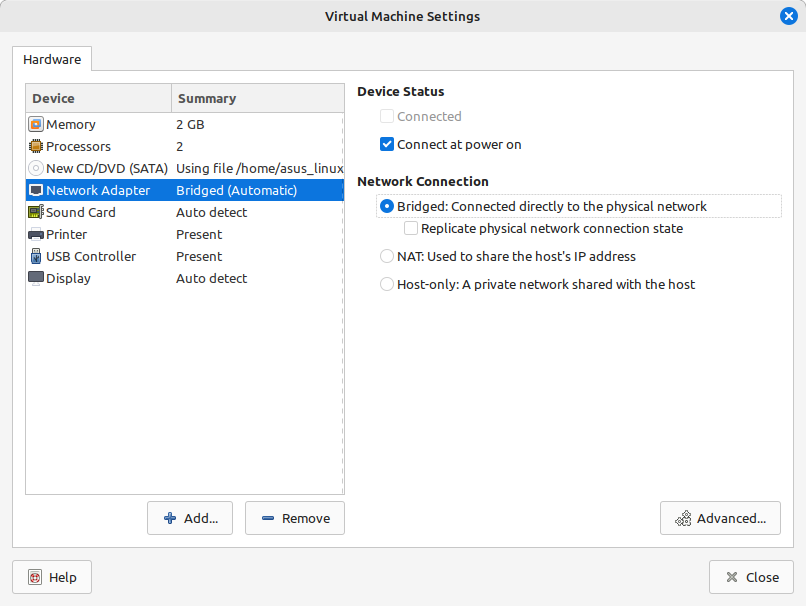 Virtual Machine Settings
Hardware
Device Summary
Memory 2 GB
Processors 2
New CD/DVD (SATA) Using file /home/asus_linux
Network Adapter Bridged (Automatic)
Sound Card Auto detect
Printer Present
USB Controller Present
Display Auto detect
Add...
Remove
Device Status
Connected
Connect at power on
Network Connection
Bridged: Connected directly to the physical network
Replicate physical network connection state
NAT: Used to share the host's IP address
Host-only: A private network shared with the host
Advanced...
Help
Close